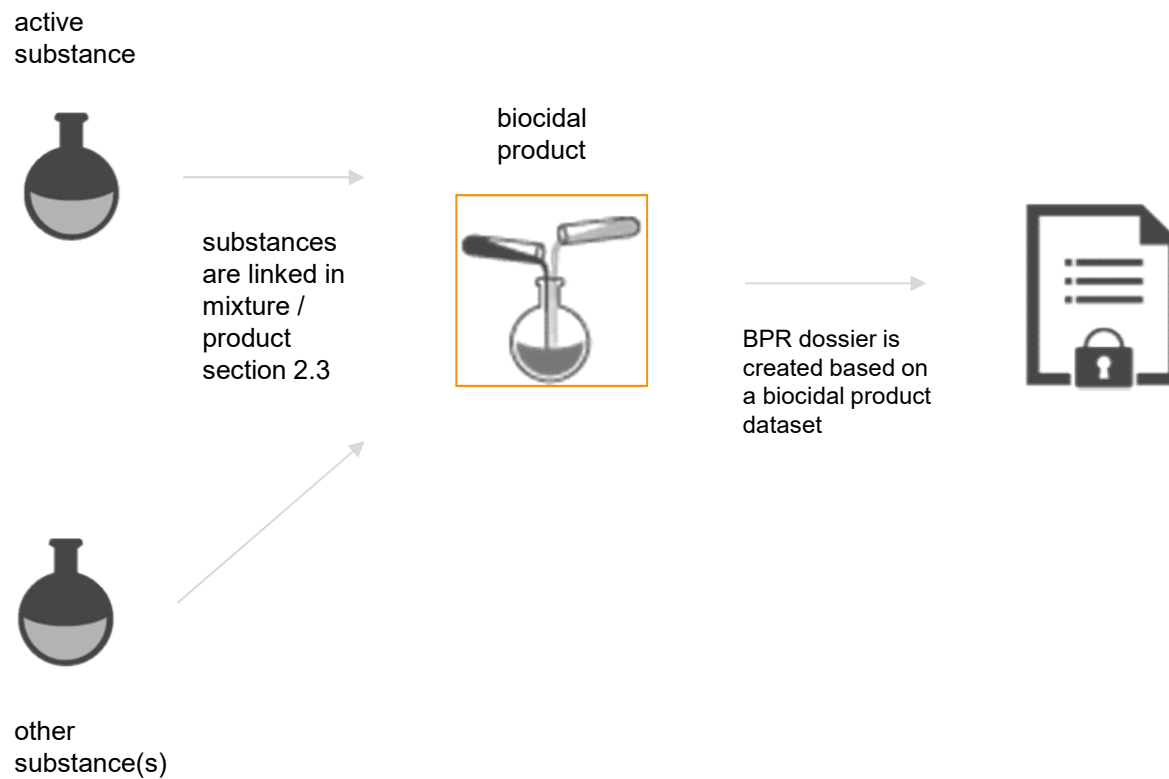 active
substance
biocidal
product
substances
are linked in
mixture /
product
section 2.3
BPR dossier is
created based on
a biocidal product
dataset
other
substance(s)